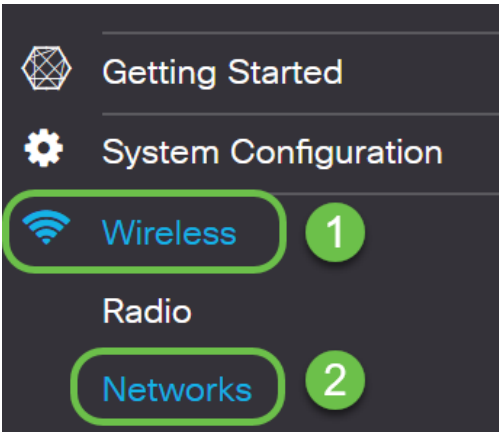 Getting Started
System Configuration
Wireless 1
Radio
Networks 2